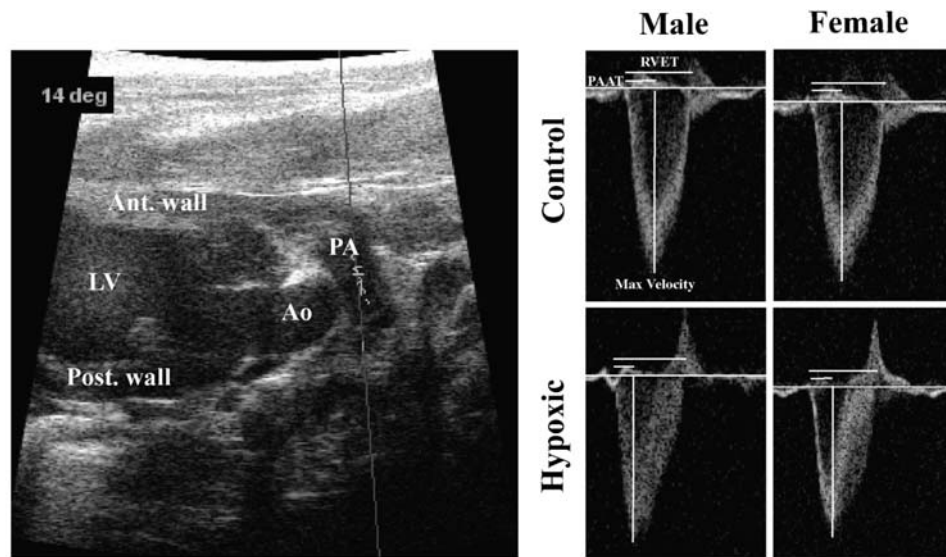 14 deg
Ant. wall
LV
PA
Ao
Post. wall
Male
Female
Control
Hypoxic
RVET
PAAT
Max Velocity